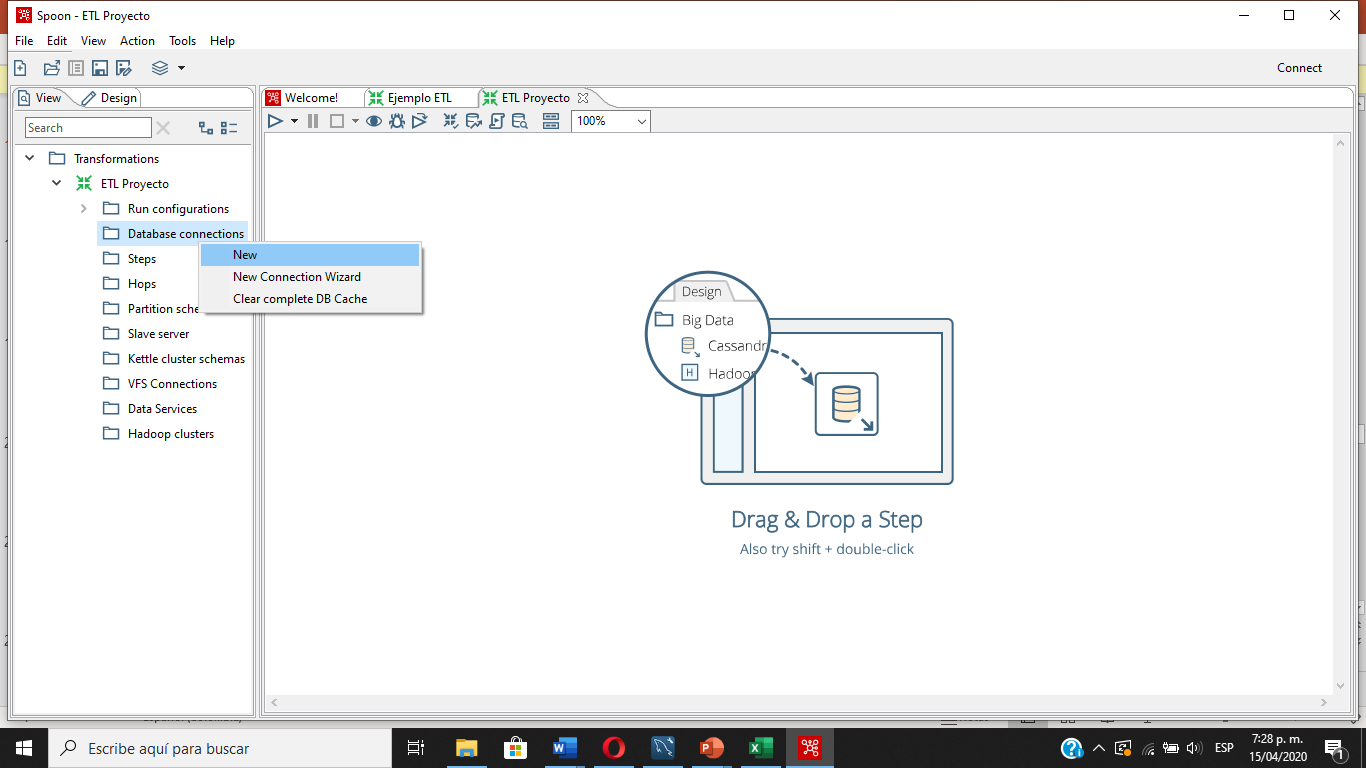 Spoon - ETL Proyecto
File Edit View Action Tools Help
Connect
View Design
Welcome! Ejemplo ETL ETL Proyecto
Search
100%
Transformations
ETL Proyecto
Run configurations
Database connections
New
New Connection Wizard
Clear complete DB Cache
Steps
Hops
Partition sche
Slave server
Kettle cluster schemas
VFS Connections
Data Services
Hadoop clusters
Design
Big Data
Cassandr
H Hadoop
Drag & Drop a Step
Also try shift + double-click
Escribe aquí para buscar
ESP
7:28 p. m.
15/04/2020
1